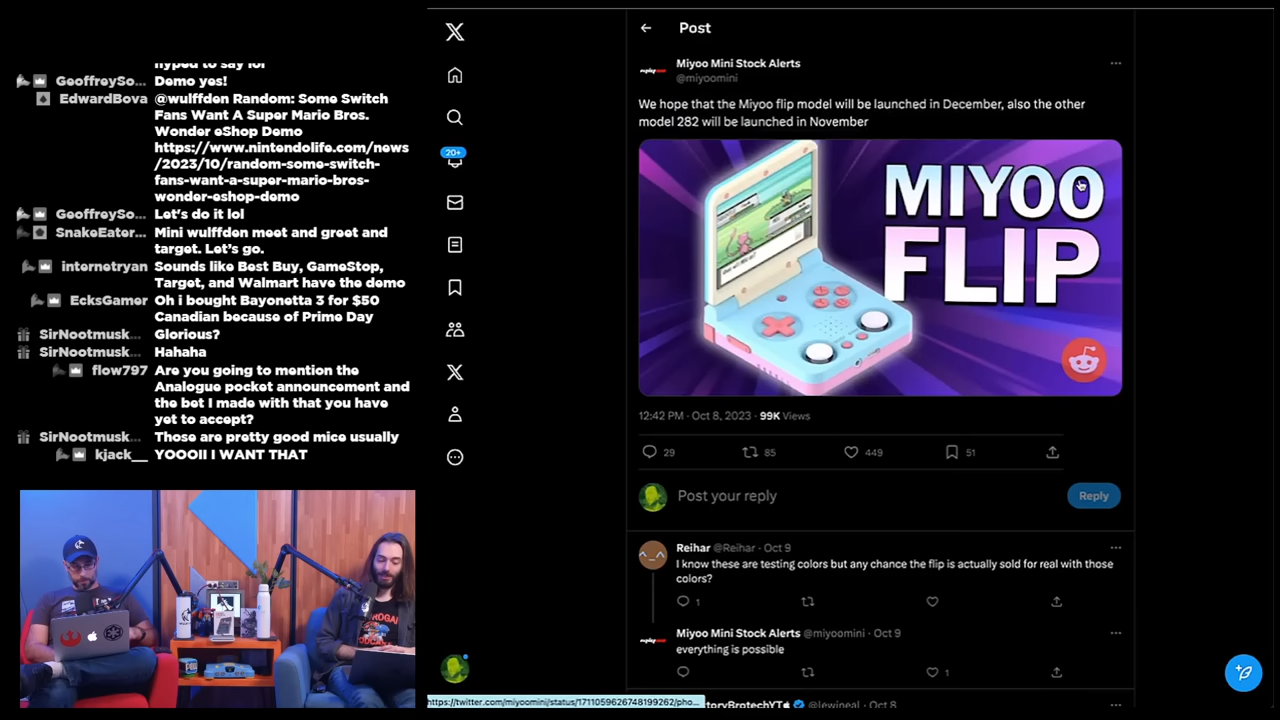 hyped to say lol
GeoffreySo... Demo yes!
EdwardBova @wulffden Random: Some Switch
Fans Want A Super Mario Bros.
Wonder eShop Demo
https://www.nintendolife.com/news
/2023/10/random-some-switch-
fans-want-a-super-mario-bros-
wonder-eshop-demo
GeoffreySo... Let's do it lol
SnakeEater... Mini wulffden meet and greet and
target. Let's go.
internetryan Sounds like Best Buy, GameStop,
Target, and Walmart have the demo
EcksGamer Oh i bought Bayonetta 3 for $50
Canadian because of Prime Day
SirNootmusk... Glorious?
SirNootmusk... Hahaha
flow797 Are you going to mention the
Analogue pocket announcement and
the bet I made with that you have
yet to accept?
SirNootmusk... Those are pretty good mice usually
kjack__ YOOOII I WANT THAT
20+
Post
Miyoo Mini Stock Alerts
@miyoomini
We hope that the Miyoo flip model will be launched in December, also the other
model 282 will be launched in November
MIYOO
FLIP
12:42 PM · Oct 8, 2023 · 99K Views
29 85 449 51
Post your reply
Reply
Reihar @Reihar · Oct 9
I know these are testing colors but any chance the flip is actually sold for real with those
colors?
1
Miyoo Mini Stock Alerts @miyoomini · Oct 9
everything is possible
1
https://twitter.com/miyoomini/status/1711059626748199262/pho...
toryBrotechYT @lewineal · Oct 8